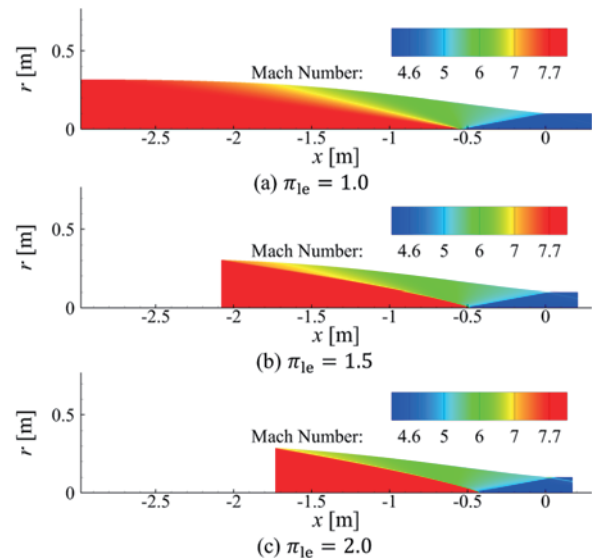 r [m]
0.5
0
Mach Number:
4.6 5 6 7 7.7
-2.5 -2 -1.5 -1 -0.5 0
x [m]
(a) π_le = 1.0
r [m]
0.5
0
Mach Number:
4.6 5 6 7 7.7
-2.5 -2 -1.5 -1 -0.5 0
x [m]
(b) π_le = 1.5
r [m]
0.5
0
Mach Number:
4.6 5 6 7 7.7
-2.5 -2 -1.5 -1 -0.5 0
x [m]
(c) π_le = 2.0